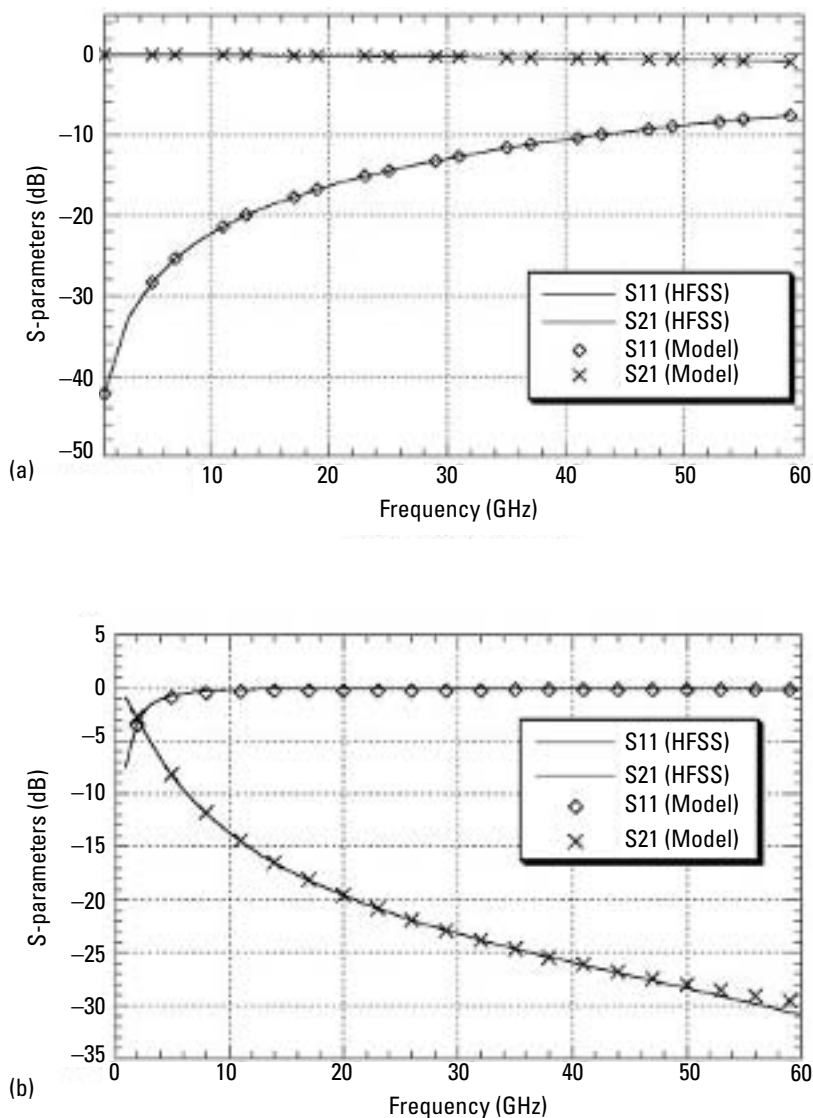 0
−10
−20
−30
−40
−50
S-parameters (dB)
S11 (HFSS)
S21 (HFSS)
S11 (Model)
S21 (Model)
10 20 30 40 50 60
(a)
Frequency (GHz)
5
0
−5
−10
−15
−20
−25
−30
−35
S-parameters (dB)
S11 (HFSS)
S21 (HFSS)
S11 (Model)
S21 (Model)
0 10 20 30 40 50 60
(b)
Frequency (GHz)